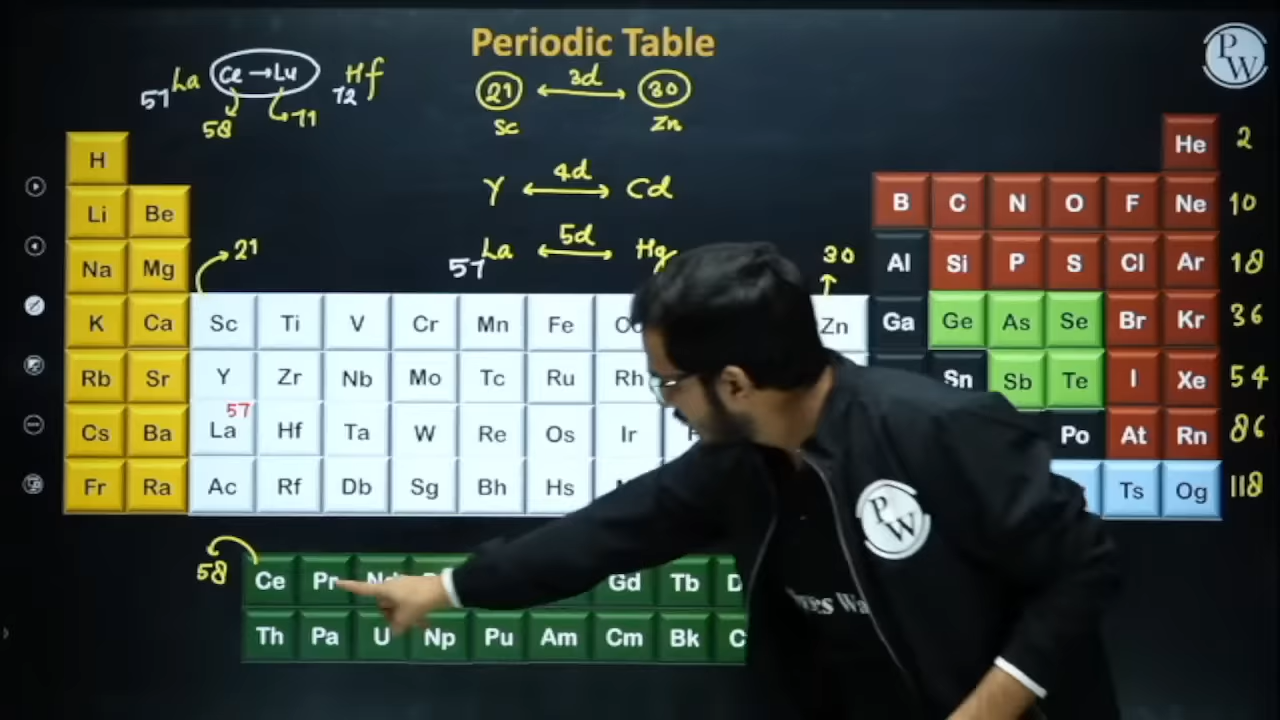 Periodic Table
P W
57 La Ce → Lu 72 Hf
58 71
21 3d 30
Sc Zn
Y 4d Cd
57 La 5d Hg
21
30
H He 2
Li Be B C N O F Ne 10
Na Mg Al Si P S Cl Ar 18
K Ca Sc Ti V Cr Mn Fe Zn Ga Ge As Se Br Kr 36
Rb Sr Y Zr Nb Mo Tc Ru Rh Sn Sb Te I Xe 54
Cs Ba La 57 Hf Ta W Re Os Ir Po At Rn 86
Fr Ra Ac Rf Db Sg Bh Hs Ts Og 118
58 Ce Pr Nd Gd Tb
Th Pa U Np Pu Am Cm Bk
P W